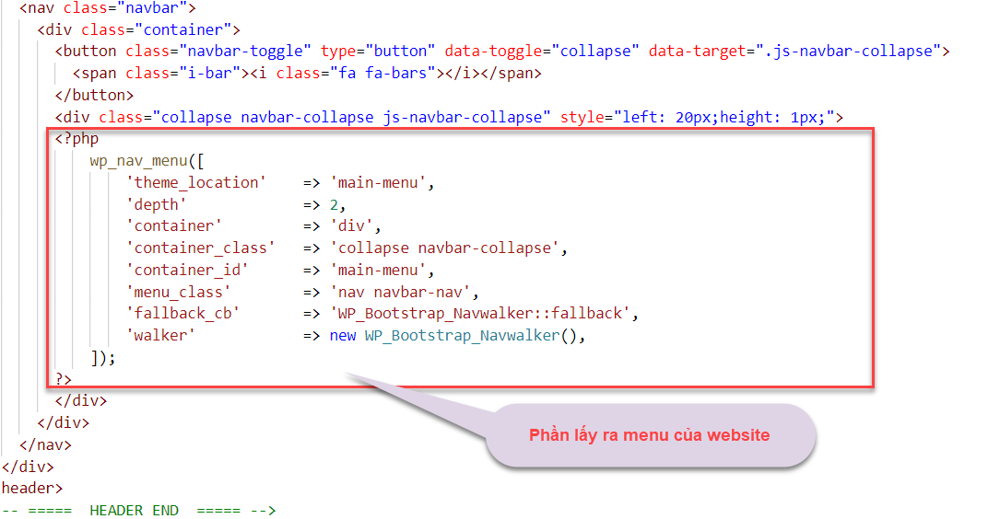 <nav class="navbar">
<div class="container">
<button class="navbar-toggle" type="button" data-toggle="collapse" data-target=".js-navbar-collapse">
<span class="i-bar"><i class="fa fa-bars"></i></span>
</button>
<div class="collapse navbar-collapse js-navbar-collapse" style="left: 20px;height: 1px;">
<?php
wp_nav_menu([
'theme_location' => 'main-menu',
'depth' => 2,
'container' => 'div',
'container_class' => 'collapse navbar-collapse',
'container_id' => 'main-menu',
'menu_class' => 'nav navbar-nav',
'fallback_cb' => 'WP_Bootstrap_Navwalker::fallback',
'walker' => new WP_Bootstrap_Navwalker(),
]);
?>
</div>
Phần lấy ra menu của website
</div>
</nav>
</div>
header>
-- ===== HEADER END ===== -->